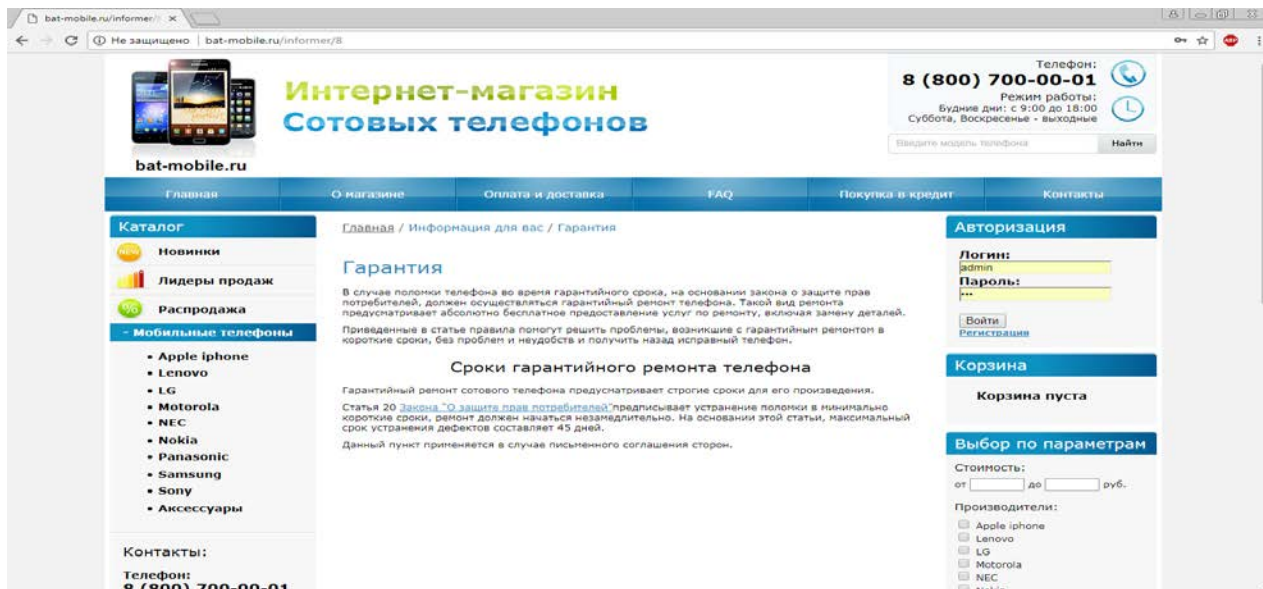 bat-mobile.ru/informer/
Не защищено | bat-mobile.ru/informer/8
ABP
Интернет-магазин
Сотовых телефонов
bat-mobile.ru
Телефон:
8 (800) 700-00-01
Режим работы:
Будние дни: с 9:00 до 18:00
Суббота, Воскресенье - выходные
Введите модель телефона
Найти
Главная
О магазине
Оплата и доставка
FAQ
Покупка в кредит
Контакты
Каталог
NEW Новинки
Лидеры продаж
% Распродажа
- Мобильные телефоны
• Apple iphone
• Lenovo
• LG
• Motorola
• NEC
• Nokia
• Panasonic
• Samsung
• Sony
• Аксессуары
Контакты:
Телефон:
8 (800) 700-00-01
Главная / Информация для вас / Гарантия
Гарантия
В случае поломки телефона во время гарантийного срока, на основании закона о защите прав
потребителей, должен осуществляться гарантийный ремонт телефона. Такой вид ремонта
предусматривает абсолютно бесплатное предоставление услуг по ремонту, включая замену деталей.
Приведенные в статье правила помогут решить проблемы, возникшие с гарантийным ремонтом в
короткие сроки, без проблем и неудобств и получить назад исправный телефон.
Сроки гарантийного ремонта телефона
Гарантийный ремонт сотового телефона предусматривает строгие сроки для его произведения.
Статья 20 Закона "О защите прав потребителей"предписывает устранение поломки в минимально
короткие сроки, ремонт должен начаться незамедлительно. На основании этой статьи, максимальный
срок устранения дефектов составляет 45 дней.
Данный пункт применяется в случае письменного соглашения сторон.
Авторизация
Логин:
admin
Пароль:
•••
Войти
Регистрация
Корзина
Корзина пуста
Выбор по параметрам
Стоимость:
от до руб.
Производители:
Apple iphone
Lenovo
LG
Motorola
NEC
Nokia